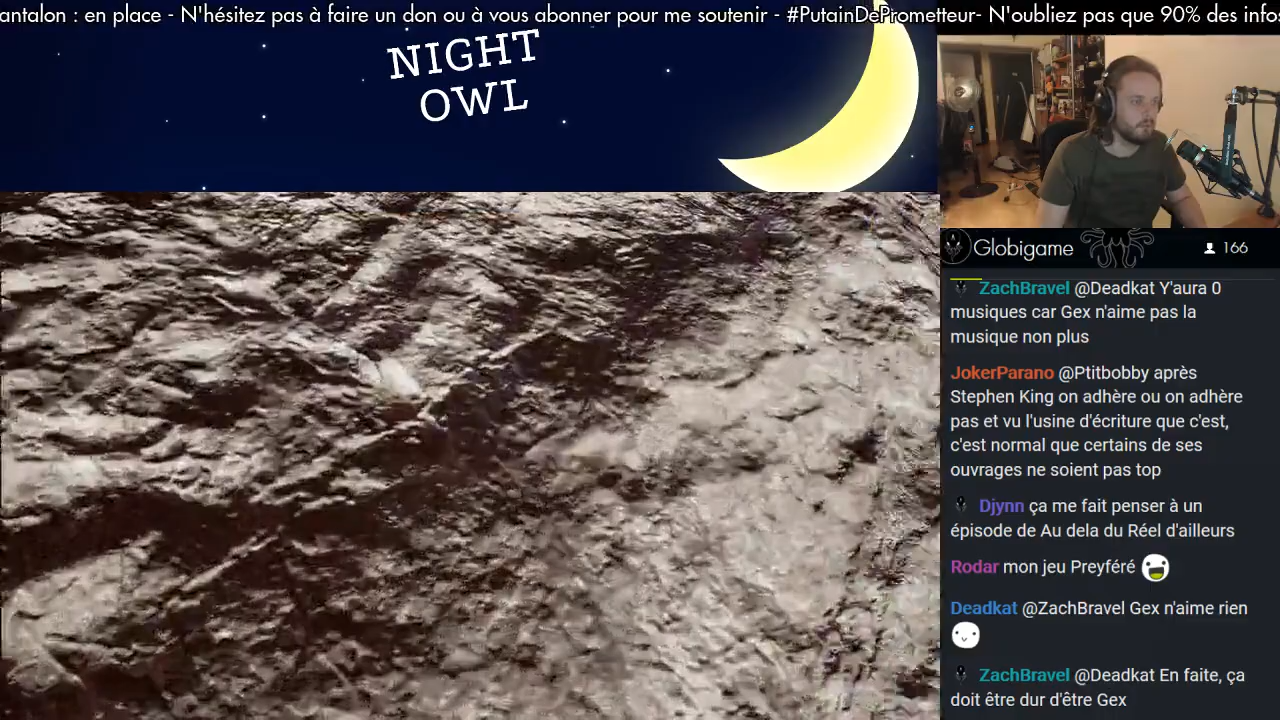 antalon : en place - N'hésitez pas à faire un don ou à vous abonner pour me soutenir - #PutainDePrometteur- N'oubliez pas que 90% des infos
NIGHT
OWL
Globigame
166
ZachBravel @Deadkat Y'aura 0
musiques car Gex n'aime pas la
musique non plus
JokerParano @Ptitbobby après
Stephen King on adhère ou on adhère
pas et vu l'usine d'écriture que c'est,
c'est normal que certains de ses
ouvrages ne soient pas top
Djynn ça me fait penser à un
épisode de Au dela du Réel d'ailleurs
Rodar mon jeu Preyféré
Deadkat @ZachBravel Gex n'aime rien
ZachBravel @Deadkat En faite, ça
doit être dur d'être Gex